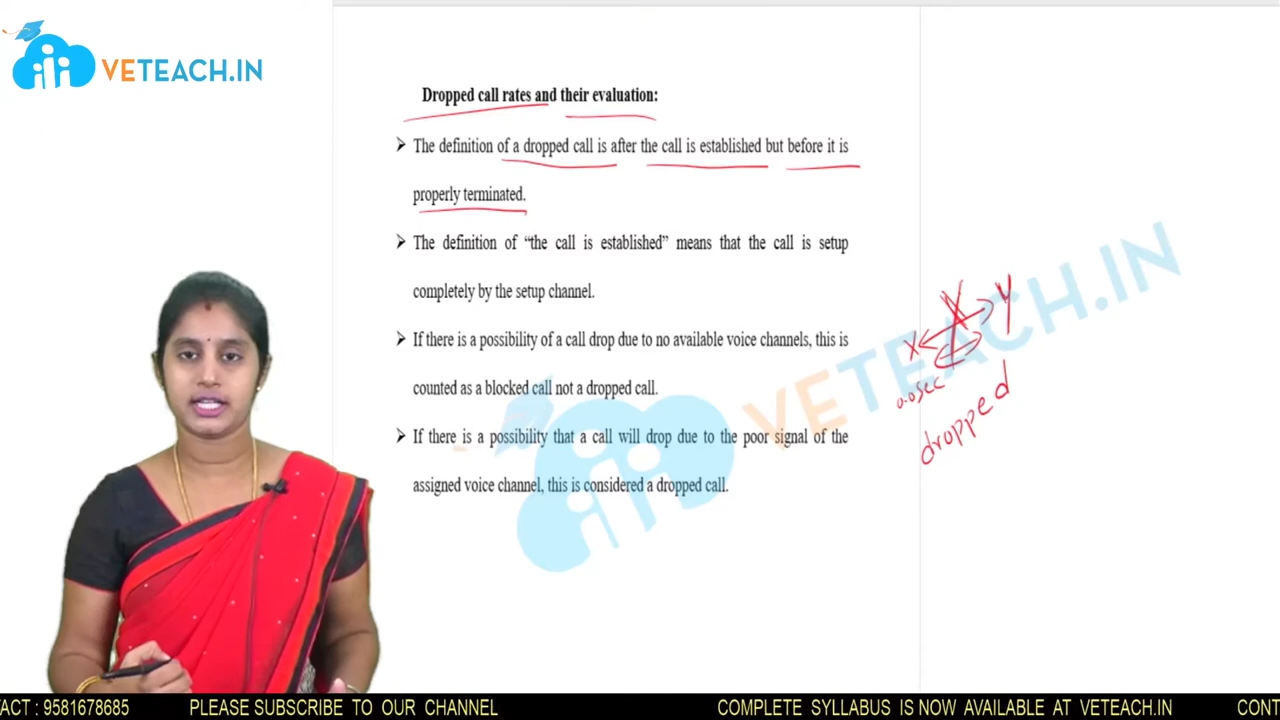 VETEACH.IN
Dropped call rates and their evaluation:
➢ The definition of a dropped call is after the call is established but before it is
properly terminated.
➢ The definition of “the call is established” means that the call is setup
completely by the setup channel.
➢ If there is a possibility of a call drop due to no available voice channels, this is
counted as a blocked call not a dropped call.
➢ If there is a possibility that a call will drop due to the poor signal of the
assigned voice channel, this is considered a dropped call.
X Y
dropped
VETEACH.IN
TACT : 9581678685 PLEASE SUBSCRIBE TO OUR CHANNEL COMPLETE SYLLABUS IS NOW AVAILABLE AT VETEACH.IN CONT